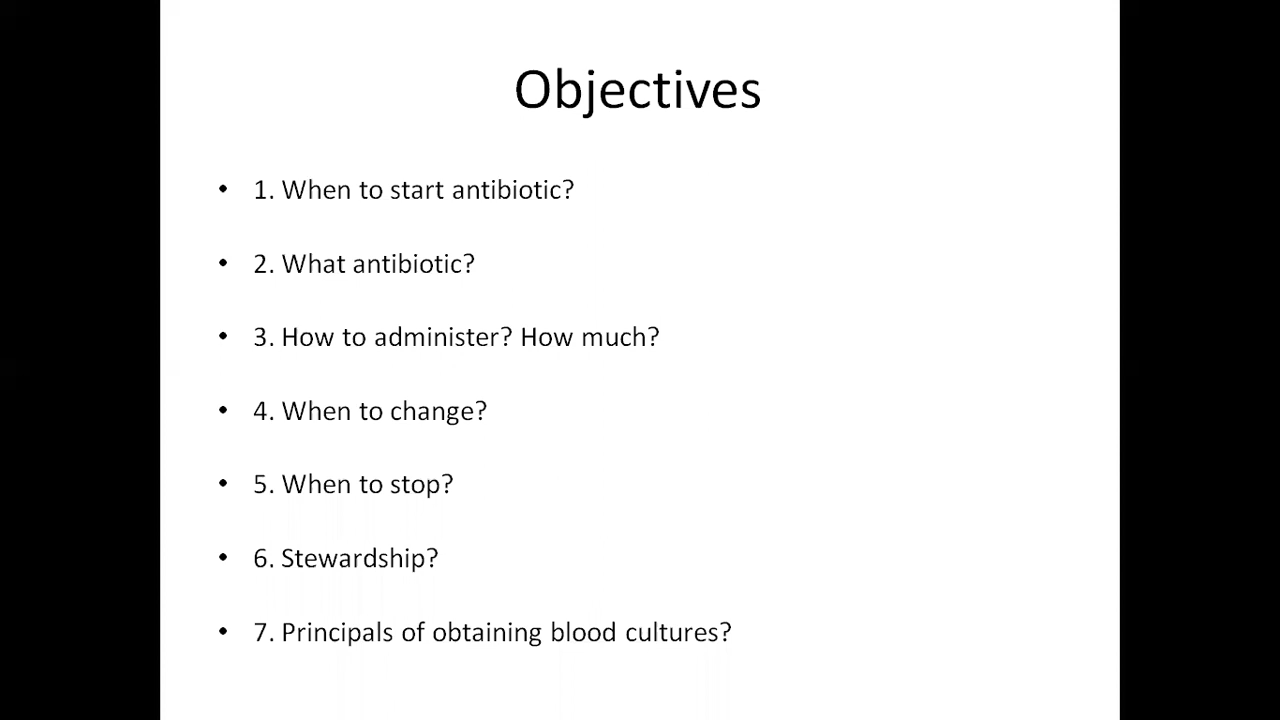 Objectives
• 1. When to start antibiotic?
• 2. What antibiotic?
• 3. How to administer? How much?
• 4. When to change?
• 5. When to stop?
• 6. Stewardship?
• 7. Principals of obtaining blood cultures?